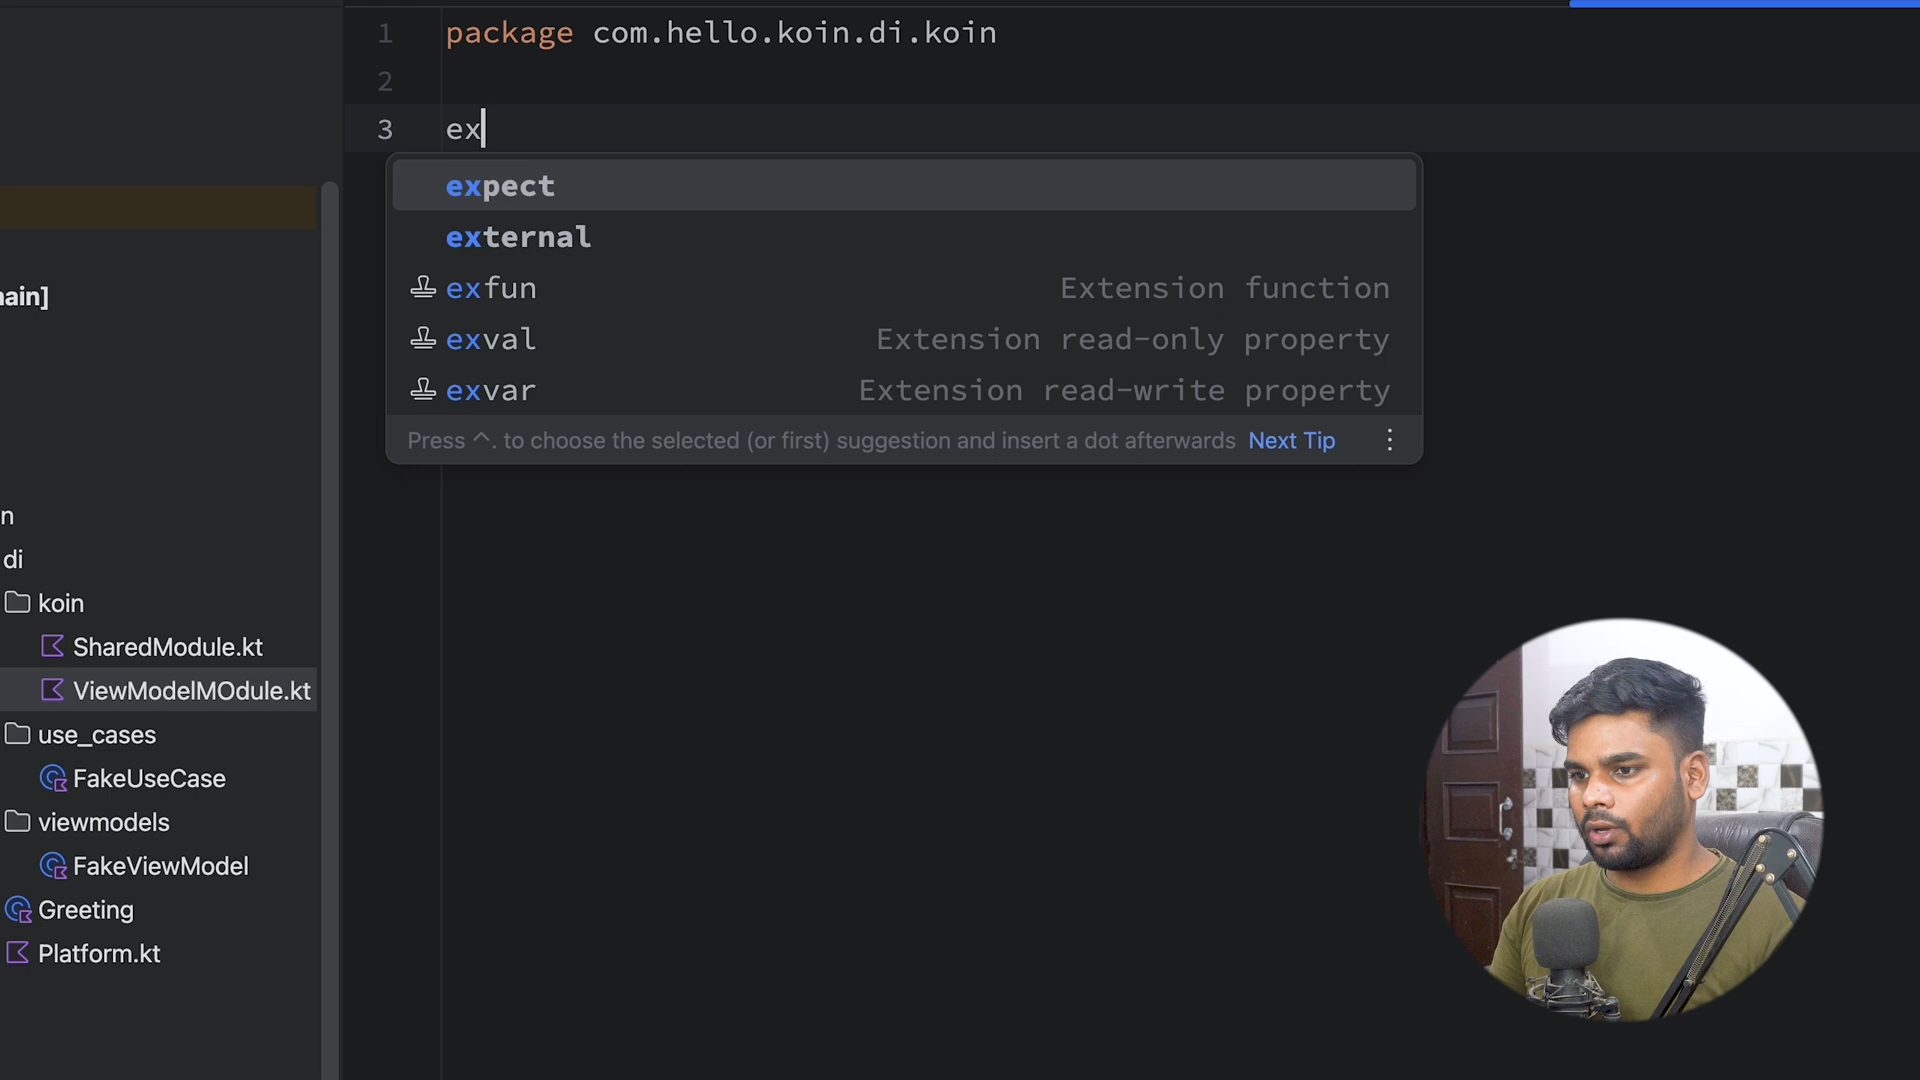 1 package com.hello.koin.di.koin
2
3 ex
expect
external
exfun Extension function
exval Extension read-only property
exvar Extension read-write property
Press ^. to choose the selected (or first) suggestion and insert a dot afterwards Next Tip
ain]
n
di
koin
SharedModule.kt
ViewModelMOdule.kt
use_cases
FakeUseCase
viewmodels
FakeViewModel
Greeting
Platform.kt